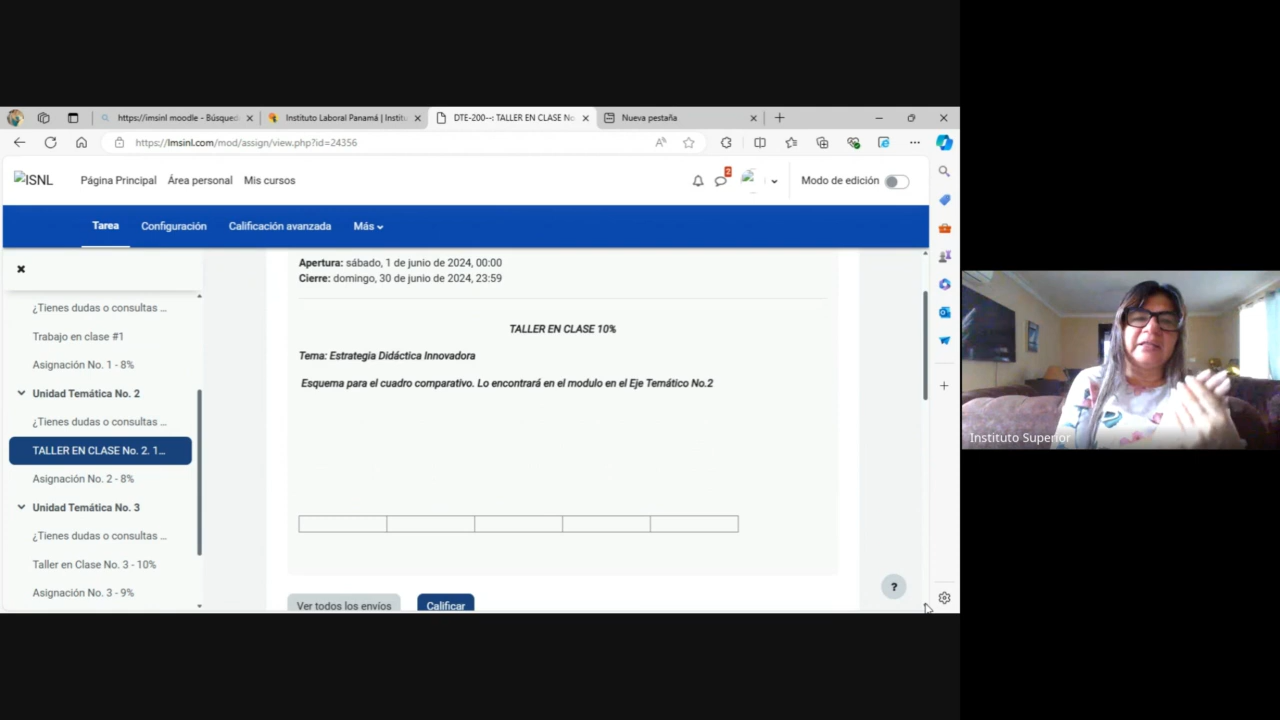 https://imsinl moodle - Búsqued
Instituto Laboral Panamá | Institu
DTE-200--: TALLER EN CLASE No
Nueva pestaña
https://lmsinl.com/mod/assign/view.php?id=24356
ISNL
Página Principal
Área personal
Mis cursos
2
Modo de edición
Tarea
Configuración
Calificación avanzada
Más
Apertura: sábado, 1 de junio de 2024, 00:00
Cierre: domingo, 30 de junio de 2024, 23:59
¿Tienes dudas o consultas ...
Trabajo en clase #1
Asignación No. 1 - 8%
Unidad Temática No. 2
¿Tienes dudas o consultas ...
TALLER EN CLASE No. 2. 1...
Asignación No. 2 - 8%
Unidad Temática No. 3
¿Tienes dudas o consultas ...
Taller en Clase No. 3 - 10%
Asignación No. 3 - 9%
TALLER EN CLASE 10%
Tema: Estrategia Didáctica Innovadora
Esquema para el cuadro comparativo. Lo encontrará en el modulo en el Eje Temático No.2
Ver todos los envíos
Calificar
?
Instituto Superior